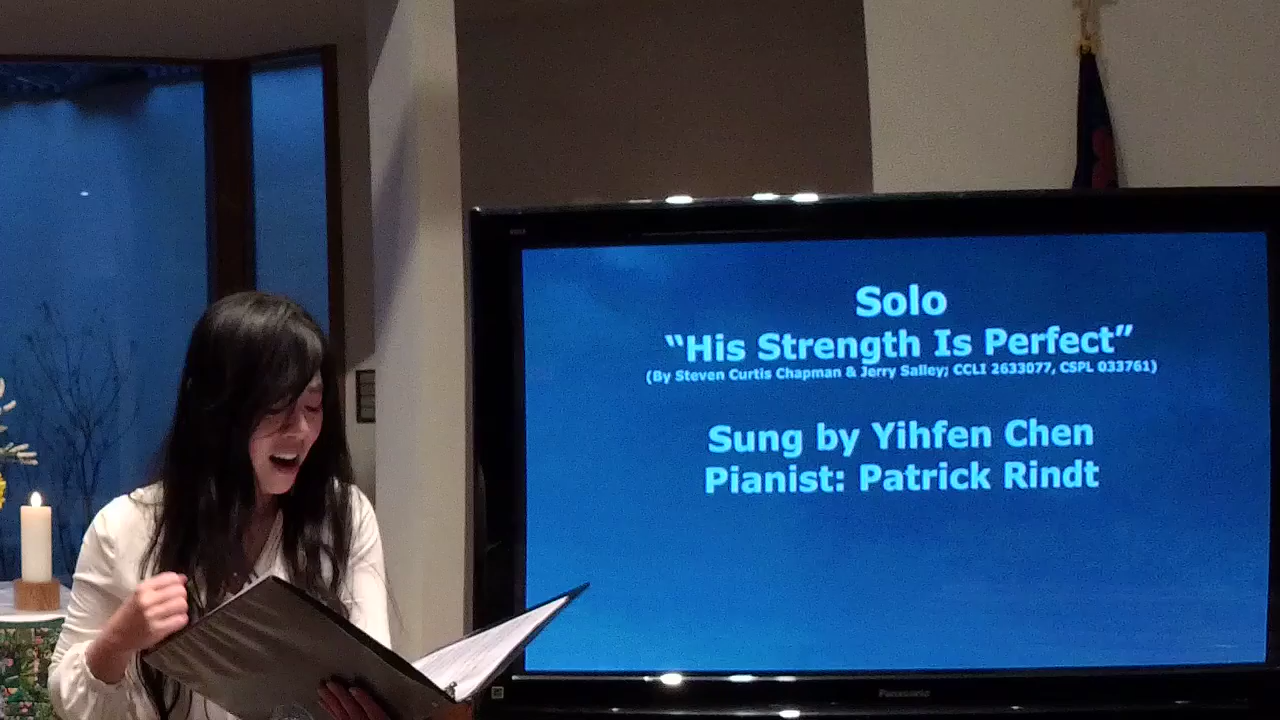 Solo
“His Strength Is Perfect”
(By Steven Curtis Chapman & Jerry Salley; CCLI 2633077, CSPL 033761)
Sung by Yihfen Chen
Pianist: Patrick Rindt
Panasonic